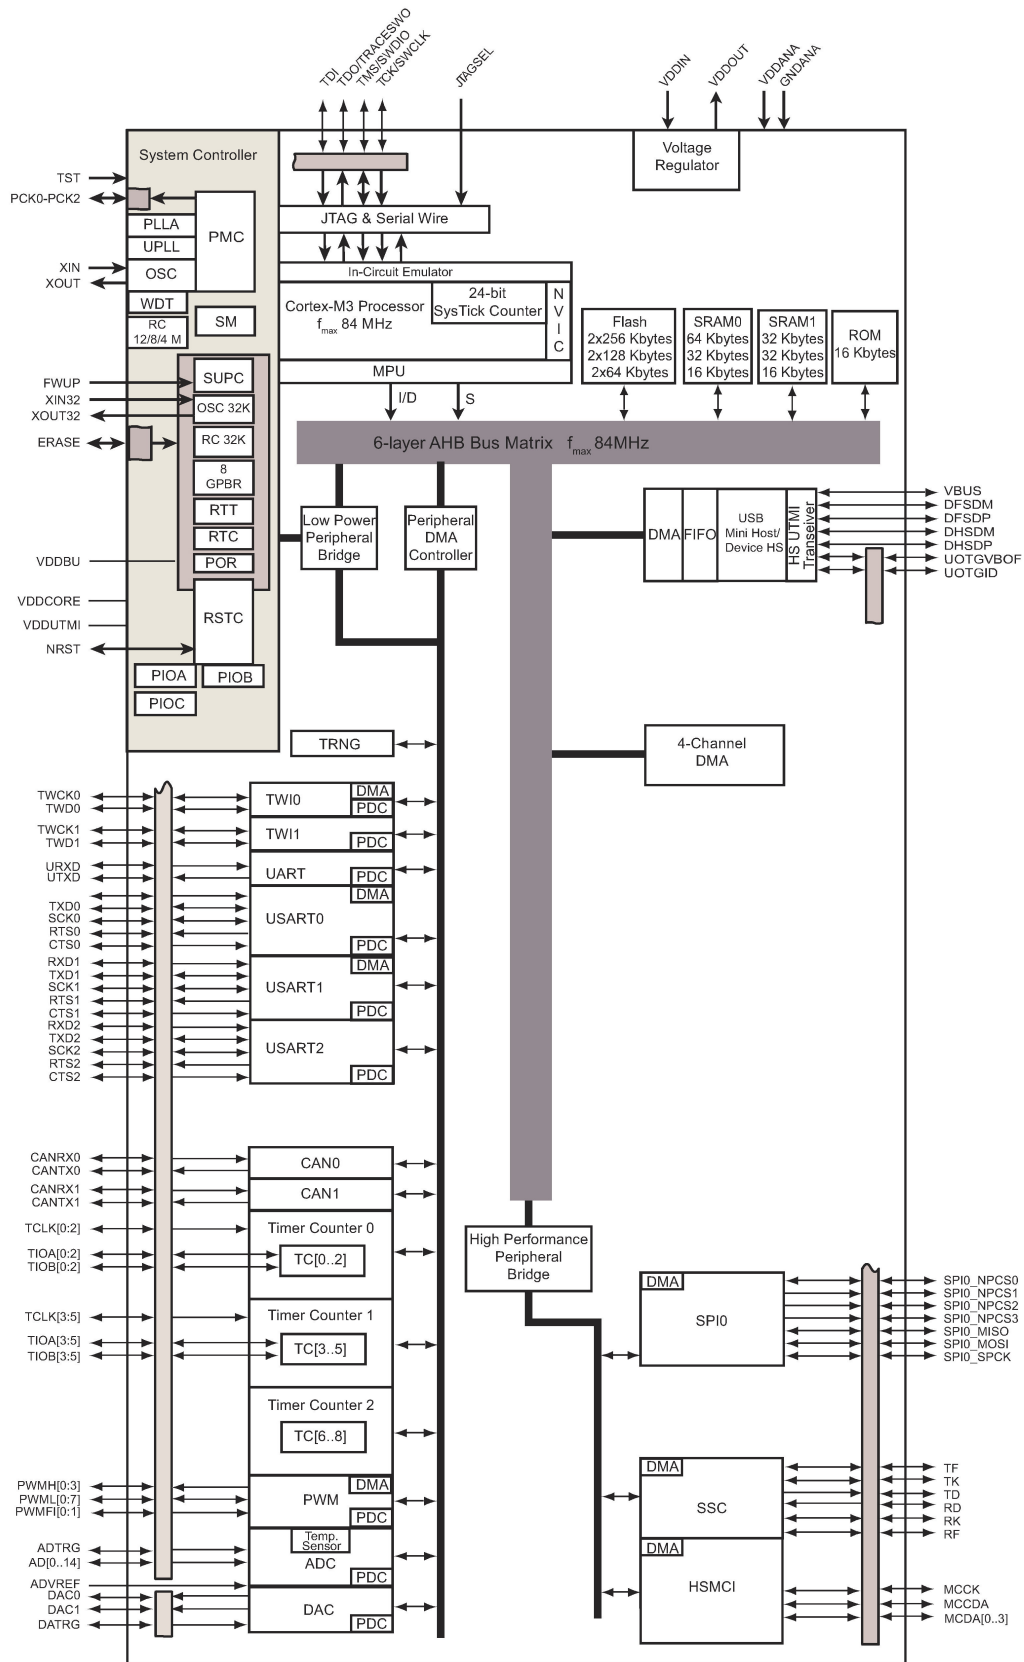 TDI
TDO/TRACESWO
TMS/SWDIO
TCK/SWCLK
JTAGSEL
VDDIN
VDDOUT
VDDANA
GNDANA
System Controller
Voltage
Regulator
TST
PCK0-PCK2
PMC
JTAG & Serial Wire
PLLA
UPLL
XIN
OSC
XOUT
In-Circuit Emulator
WDT
RC
12/8/4 M
SM
Cortex-M3 Processor
fmax 84 MHz
24-bit
SysTick Counter
N
V
I
C
MPU
Flash
2x256 Kbytes
2x128 Kbytes
2x64 Kbytes
SRAM0
64 Kbytes
32 Kbytes
16 Kbytes
SRAM1
32 Kbytes
32 Kbytes
16 Kbytes
ROM
16 Kbytes
I/D
S
FWUP
SUPC
XIN32
OSC 32K
XOUT32
ERASE
RC 32K
8
GPBR
RTT
RTC
VDDBU
POR
VDDCORE
VDDUTMI
RSTC
NRST
PIOA
PIOB
PIOC
6-layer AHB Bus Matrix fmax 84MHz
Low Power
Peripheral
Bridge
Peripheral
DMA
Controller
DMA
FIFO
USB
Mini Host/
Device HS
HS UTMI
Transeiver
VBUS
DFSDM
DFSDP
DHSDM
DHSDP
UOTGVBOF
UOTGID
TRNG
4-Channel
DMA
TWCK0
TWD0
TWI0
DMA
PDC
TWCK1
TWD1
TWI1
PDC
URXD
UTXD
UART
PDC
TXD0
SCK0
RTS0
CTS0
USART0
DMA
PDC
RXD1
TXD1
SCK1
RTS1
CTS1
USART1
DMA
PDC
RXD2
TXD2
SCK2
RTS2
CTS2
USART2
PDC
CANRX0
CANTX0
CAN0
CANRX1
CANTX1
CAN1
TCLK[0:2]
TIOA[0:2]
TIOB[0:2]
Timer Counter 0
TC[0..2]
High Performance
Peripheral
Bridge
TCLK[3:5]
TIOA[3:5]
TIOB[3:5]
Timer Counter 1
TC[3..5]
Timer Counter 2
TC[6..8]
DMA
SPI0
SPI0_NPCS0
SPI0_NPCS1
SPI0_NPCS2
SPI0_NPCS3
SPI0_MISO
SPI0_MOSI
SPI0_SPCK
PWMH[0:3]
PWML[0:7]
PWMFI[0:1]
PWM
DMA
PDC
DMA
SSC
TF
TK
TD
RD
RK
RF
ADTRG
AD[0..14]
ADVREF
Temp.
Sensor
ADC
PDC
DAC0
DAC1
DATRG
DAC
PDC
DMA
HSMCI
MCCK
MCCDA
MCDA[0..3]